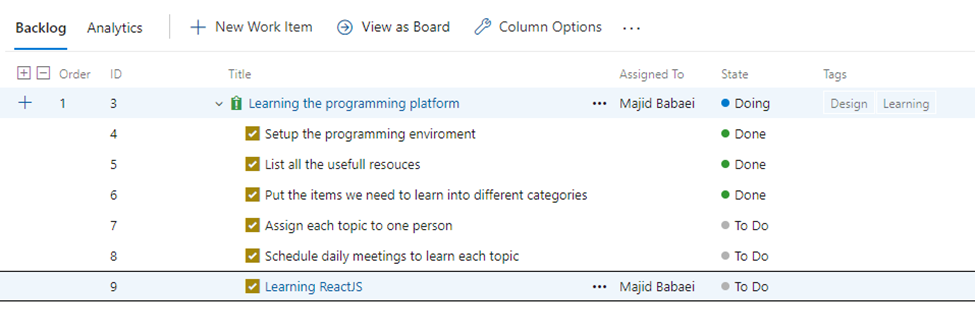 Backlog Analytics New Work Item View as Board Column Options ...
Order ID Title Assigned To State Tags
1 3 Learning the programming platform ... Majid Babaei Doing Design Learning
4 Setup the programming enviroment Done
5 List all the usefull resouces Done
6 Put the items we need to learn into different categories Done
7 Assign each topic to one person To Do
8 Schedule daily meetings to learn each topic To Do
9 Learning ReactJS ... Majid Babaei To Do